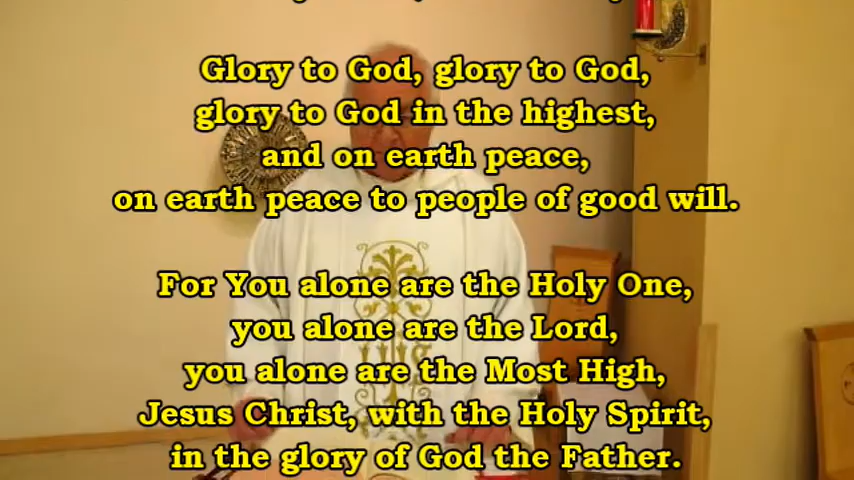 Glory to God, glory to God,
glory to God in the highest,
and on earth peace,
on earth peace to people of good will.
For You alone are the Holy One,
you alone are the Lord,
you alone are the Most High,
Jesus Christ, with the Holy Spirit,
in the glory of God the Father.